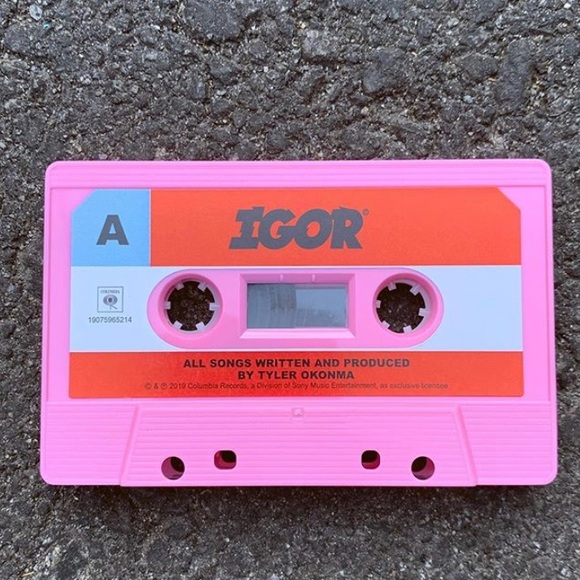 A
IGOR©
COLUMBIA
19075965214
ALL SONGS WRITTEN AND PRODUCED
BY TYLER OKONMA
© & ℗ 2019 Columbia Records, a Division of Sony Music Entertainment, as exclusive licensee